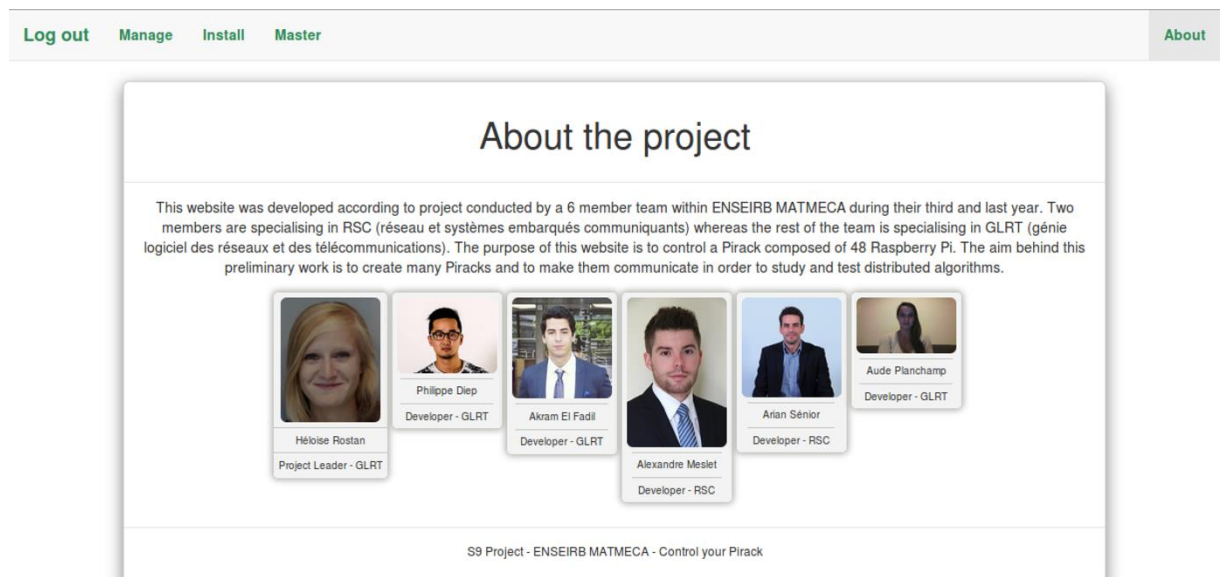 Log out Manage Install Master About
About the project
This website was developed according to project conducted by a 6 member team within ENSEIRB MATMECA during their third and last year. Two
members are specialising in RSC (réseau et systèmes embarqués communiquants) whereas the rest of the team is specialising in GLRT (génie
logiciel des réseaux et des télécommunications). The purpose of this website is to control a Pirack composed of 48 Raspberry Pi. The aim behind this
preliminary work is to create many Piracks and to make them communicate in order to study and test distributed algorithms.
Héloise Rostan
Project Leader - GLRT
Philippe Diep
Developer - GLRT
Akram El Fadil
Developer - GLRT
Alexandre Meslet
Developer - RSC
Arian Sénior
Developer - RSC
Aude Planchamp
Developer - GLRT
S9 Project - ENSEIRB MATMECA - Control your Pirack